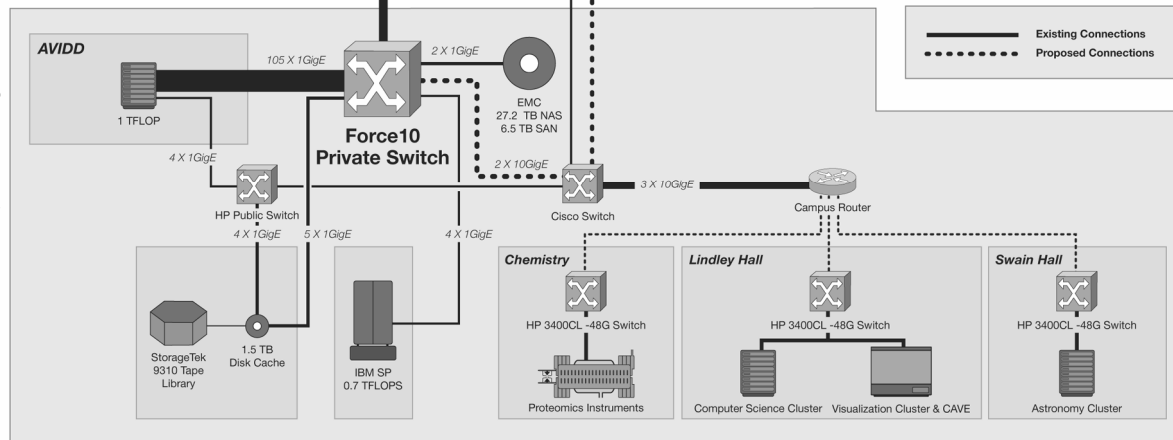 Existing Connections
Proposed Connections
AVIDD
105 X 1GigE
2 X 1GigE
1 TFLOP
EMC
27.2 TB NAS
6.5 TB SAN
Force10
Private Switch
4 X 1GigE
2 X 10GigE
3 X 10GigE
HP Public Switch
Cisco Switch
Campus Router
4 X 1GigE
5 X 1GigE
4 X 1GigE
StorageTek
9310 Tape
Library
1.5 TB
Disk Cache
IBM SP
0.7 TFLOPS
Chemistry
HP 3400CL -48G Switch
Proteomics Instruments
Lindley Hall
HP 3400CL -48G Switch
Computer Science Cluster
Visualization Cluster & CAVE
Swain Hall
HP 3400CL -48G Switch
Astronomy Cluster